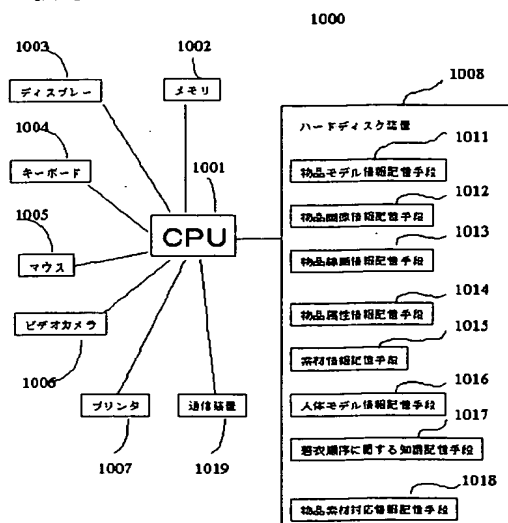 1000
1003
ディスプレー
1002
メモリ
1008
ハードディスク装置
1004
キーボード
1001
CPU
1011
物品モデル情報記憶手段
1012
物品画像情報記憶手段
1005
マウス
1013
物品線画情報記憶手段
1014
物品属性情報記憶手段
ビデオカメラ
1006
1015
素材情報記憶手段
1016
人体モデル情報記憶手段
プリンタ
1007
通信装置
1019
1017
着衣順序に関する知識記憶手段
1018
物品素材対応情報記憶手段